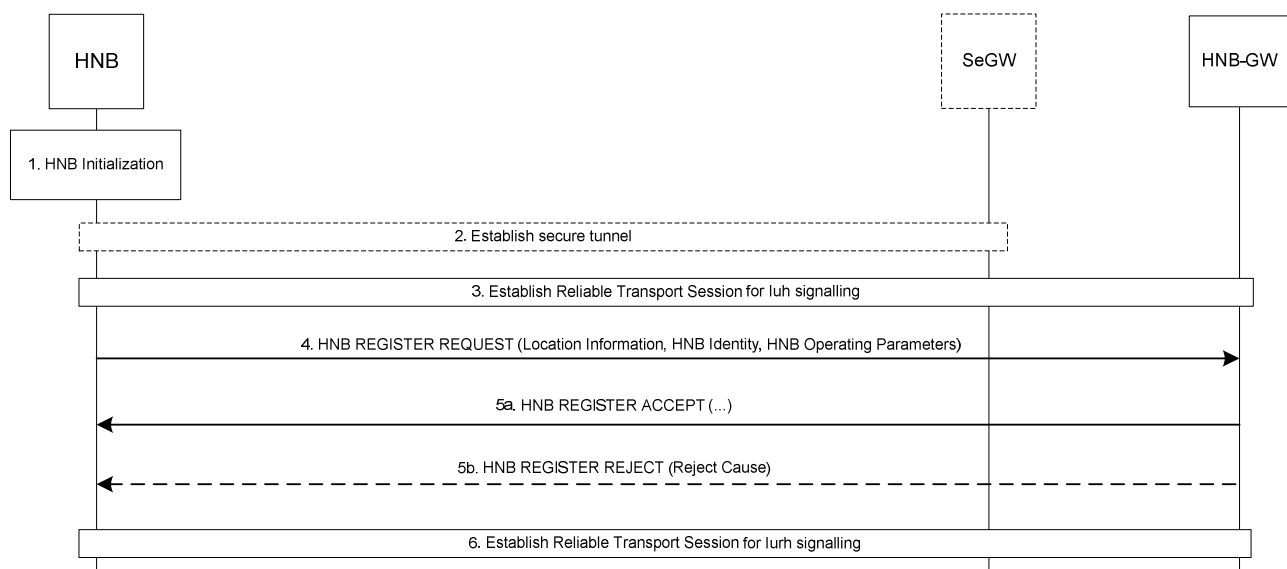 HNB
SeGW
HNB-GW
1. HNB Initialization
2. Establish secure tunnel
3. Establish Reliable Transport Session for Iuh signalling
4. HNB REGISTER REQUEST (Location Information, HNB Identity, HNB Operating Parameters)
5a. HNB REGISTER ACCEPT (...)
5b. HNB REGISTER REJECT (Reject Cause)
6. Establish Reliable Transport Session for Iurh signalling